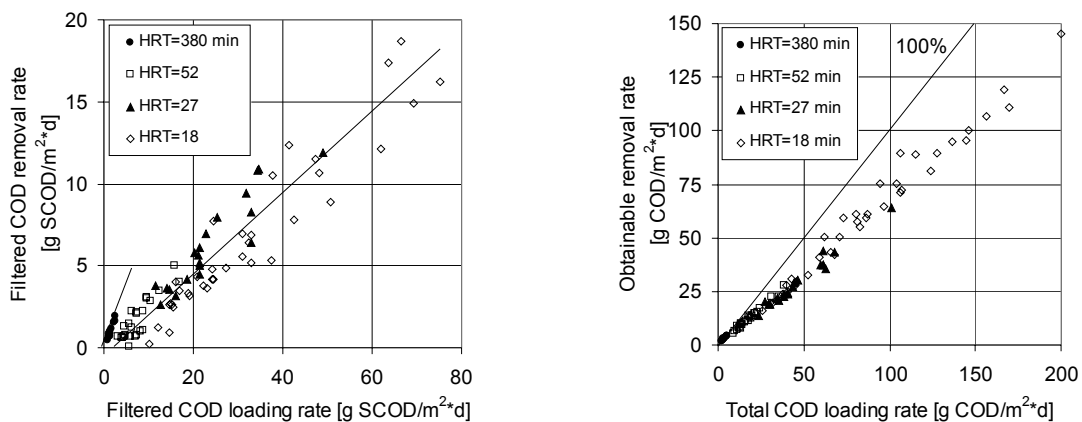 Filtered COD removal rate
[g SCOD/m²*d]
20
15
10
5
0
HRT=380 min
HRT=52
HRT=27
HRT=18
0 20 40 60 80
Filtered COD loading rate [g SCOD/m²*d]
Obtainable removal rate
[g COD/m²*d]
150
125
100
75
50
25
0
HRT=380 min
HRT=52 min
HRT=27 min
HRT=18 min
100%
0 50 100 150 200
Total COD loading rate [g COD/m²*d]